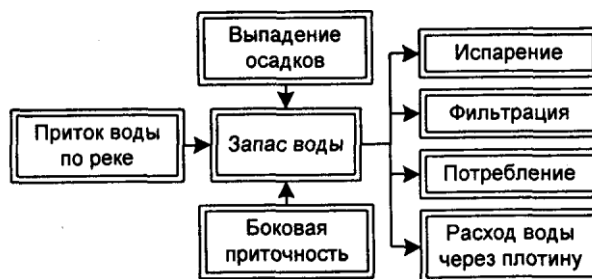 Выпадение
осадков
Испарение
Фильтрация
Приток воды
по реке
Запас воды
Потребление
Боковая
приточность
Расход воды
через плотину